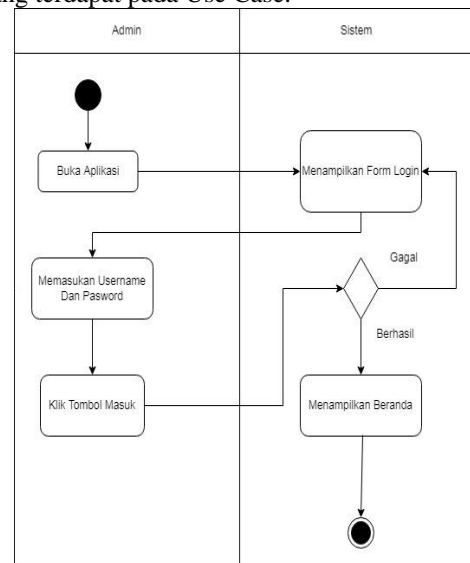 terdapat pada Use Case.
Admin
Sistem
Buka Aplikasi
Menampilkan Form Login
Memasukan Username
Dan Pasword
Gagal
Berhasil
Klik Tombol Masuk
Menampilkan Beranda